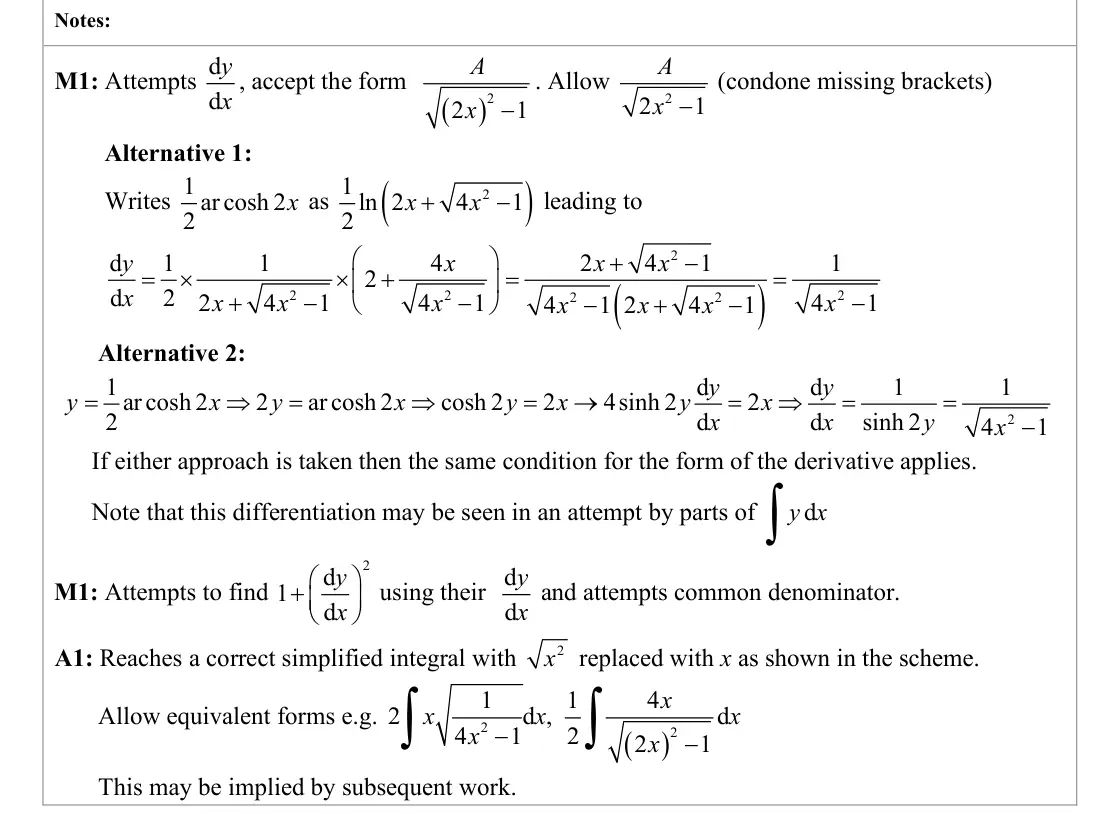 Notes:
M1: Attempts dy/dx, accept the form A/√((2x)² − 1). Allow A/√(2x² − 1) (condone missing brackets)
Alternative 1:
Writes 1/2 ar cosh 2x as 1/2 ln(2x + √(4x² − 1)) leading to
dy/dx = 1/2 × 1/(2x + √(4x² − 1)) × (2 + 4x/√(4x² − 1)) = (2x + √(4x² − 1))/(√(4x² − 1)(2x + √(4x² − 1))) = 1/√(4x² − 1)
Alternative 2:
y = 1/2 ar cosh 2x ⇒ 2y = ar cosh 2x ⇒ cosh 2y = 2x → 4 sinh 2y dy/dx = 2x ⇒ dy/dx = 1/(sinh 2y) = 1/√(4x² − 1)
If either approach is taken then the same condition for the form of the derivative applies.
Note that this differentiation may be seen in an attempt by parts of ∫ y dx
M1: Attempts to find 1 + (dy/dx)² using their dy/dx and attempts common denominator.
A1: Reaches a correct simplified integral with √x² replaced with x as shown in the scheme.
Allow equivalent forms e.g. 2∫ x√(1/(4x² − 1)) dx, 1/2 ∫ 4x/√((2x)² − 1) dx
This may be implied by subsequent work.